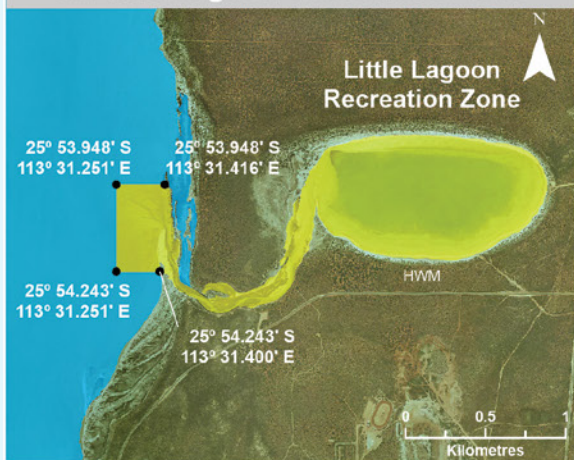 N
Little Lagoon
Recreation Zone
25º 53.948' S
113º 31.251' E
25º 53.948' S
113º 31.416' E
25º 54.243' S
113º 31.251' E
25º 54.243' S
113º 31.400' E
HWM
0 0.5 1
Kilometres